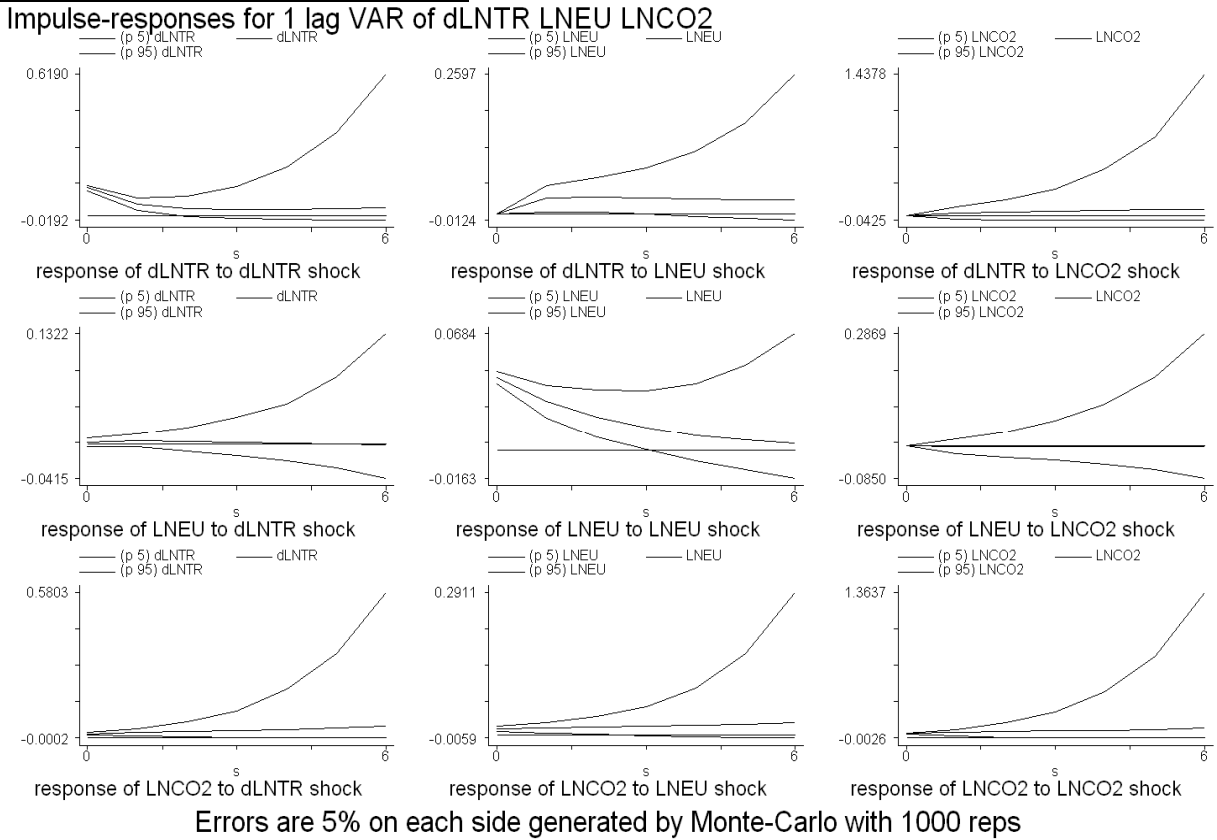 Impulse-responses for 1 lag VAR of dLNTR LNEU LNCO2
(p 5) dLNTR dLNTR
(p 95) dLNTR
0.6190
-0.0192
0 6
s
response of dLNTR to dLNTR shock
(p 5) LNEU LNEU
(p 95) LNEU
0.2597
-0.0124
0 6
s
response of dLNTR to LNEU shock
(p 5) LNCO2 LNCO2
(p 95) LNCO2
1.4378
-0.0425
0 6
s
response of dLNTR to LNCO2 shock
(p 5) dLNTR dLNTR
(p 95) dLNTR
0.1322
-0.0415
0 6
s
response of LNEU to dLNTR shock
(p 5) LNEU LNEU
(p 95) LNEU
0.0684
-0.0163
0 6
s
response of LNEU to LNEU shock
(p 5) LNCO2 LNCO2
(p 95) LNCO2
0.2869
-0.0850
0 6
s
response of LNEU to LNCO2 shock
(p 5) dLNTR dLNTR
(p 95) dLNTR
0.5803
-0.0002
0 6
s
response of LNCO2 to dLNTR shock
(p 5) LNEU LNEU
(p 95) LNEU
0.2911
-0.0059
0 6
s
response of LNCO2 to LNEU shock
(p 5) LNCO2 LNCO2
(p 95) LNCO2
1.3637
-0.0026
0 6
s
response of LNCO2 to LNCO2 shock
Errors are 5% on each side generated by Monte-Carlo with 1000 reps